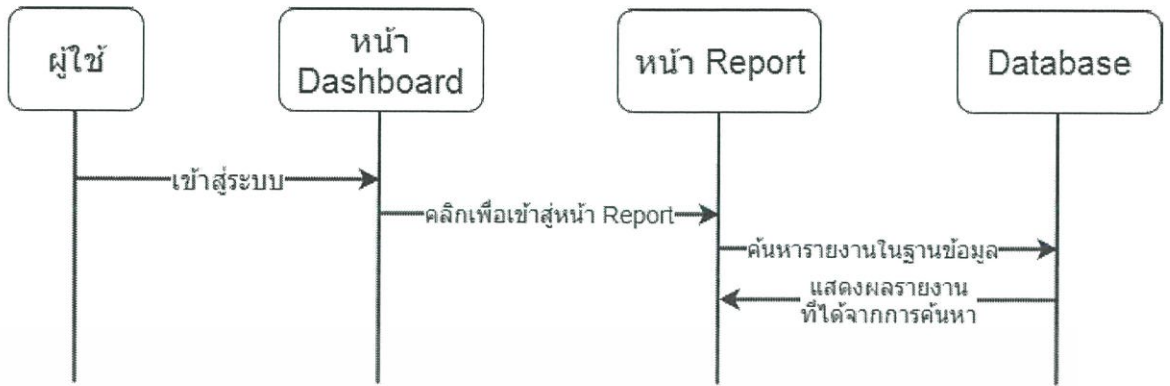 ผู้ใช้
หน้า
Dashboard
หน้า Report
Database
เข้าสู่ระบบ
คลิกเพื่อเข้าสู่หน้า Report
ค้นหารายงานในฐานข้อมูล
แสดงผลรายงาน
ที่ได้จากการค้นหา